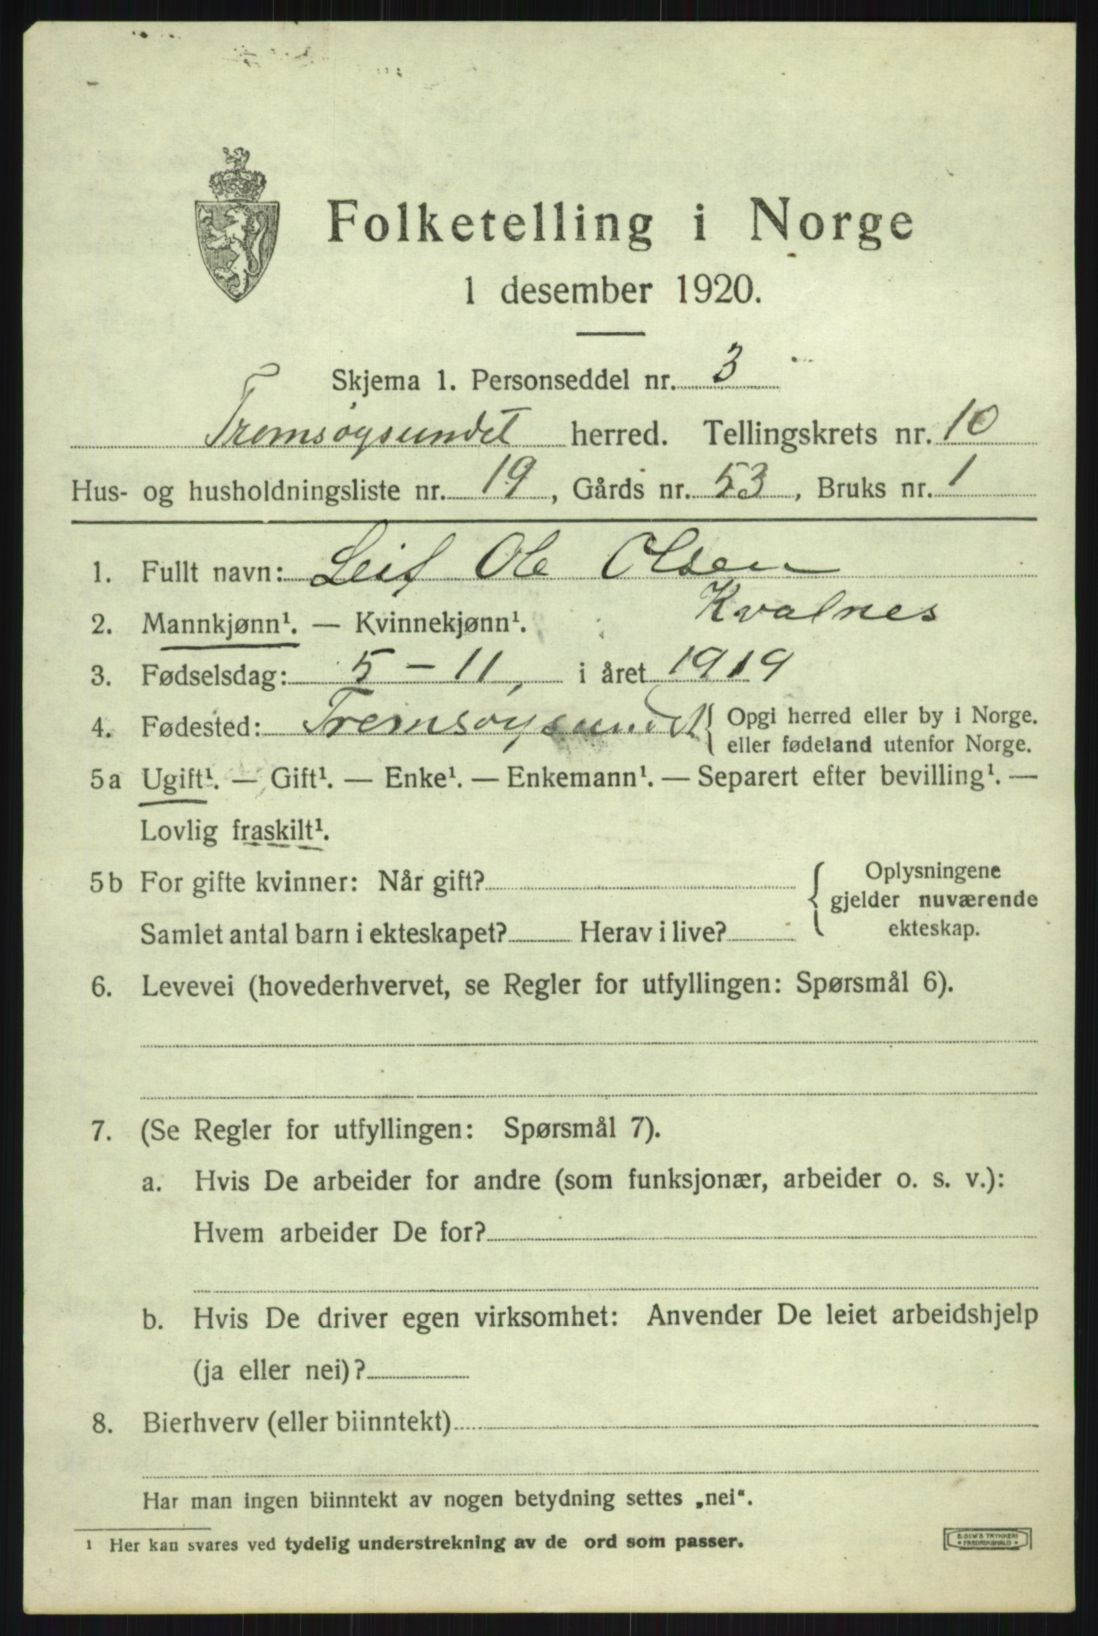 Folketelling i Norge
1 desember 1920.
Skjema 1. Personseddel nr. 3
Tromsøysundet herred. Tellingskrets nr. 10
Hus- og husholdningsliste nr. 19, Gårds nr. 53, Bruks nr. 1
1. Fullt navn: Leif Ole Olsen
Kvalnes
2. Mannkjønn¹. — Kvinnekjønn¹.
3. Fødselsdag: 5 – 11, i året 1919
4. Fødested: Tromsøysundet { Opgi herred eller by i Norge.
eller fødeland utenfor Norge.
5a Ugift¹. — Gift¹. — Enke¹. — Enkemann¹. — Separert efter bevilling¹. —
Lovlig fraskilt¹.
5b For gifte kvinner: Når gift?
Samlet antal barn i ekteskapet? Herav i live?
{ Oplysningene
gjelder nuværende
ekteskap.
6. Levevei (hovederhvervet, se Regler for utfyllingen: Spørsmål 6).
7. (Se Regler for utfyllingen: Spørsmål 7).
a. Hvis De arbeider for andre (som funksjonær, arbeider o. s. v.):
Hvem arbeider De for?
b. Hvis De driver egen virksomhet: Anvender De leiet arbeidshjelp
(ja eller nei)?
8. Bierhverv (eller biinntekt)
Har man ingen biinntekt av nogen betydning settes „nei“.
¹ Her kan svares ved tydelig understrekning av de ord som passer.